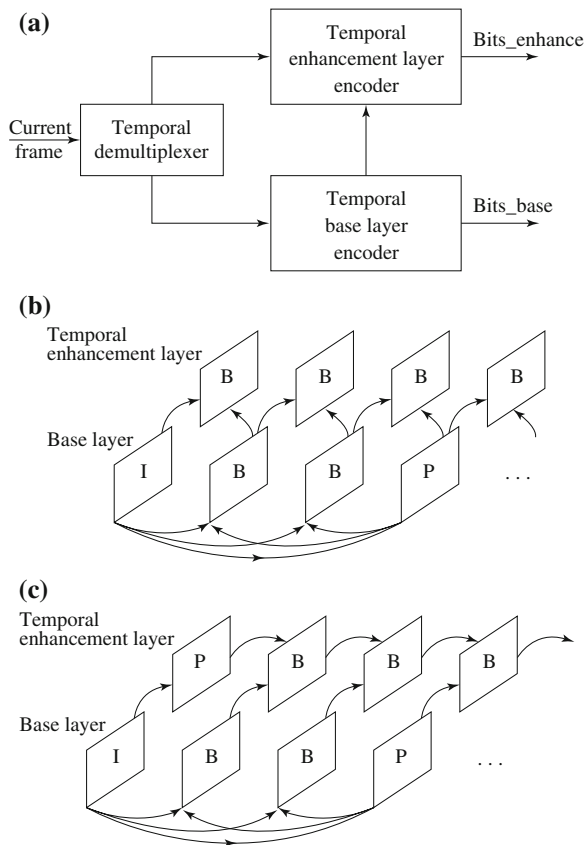 (a)
Temporal
enhancement layer
encoder
Bits_enhance
Current
frame
Temporal
demultiplexer
Temporal
base layer
encoder
Bits_base
(b)
Temporal
enhancement layer
B
B
B
B
Base layer
I
B
B
P
. . .
(c)
Temporal
enhancement layer
P
B
B
B
Base layer
I
B
B
P
. . .